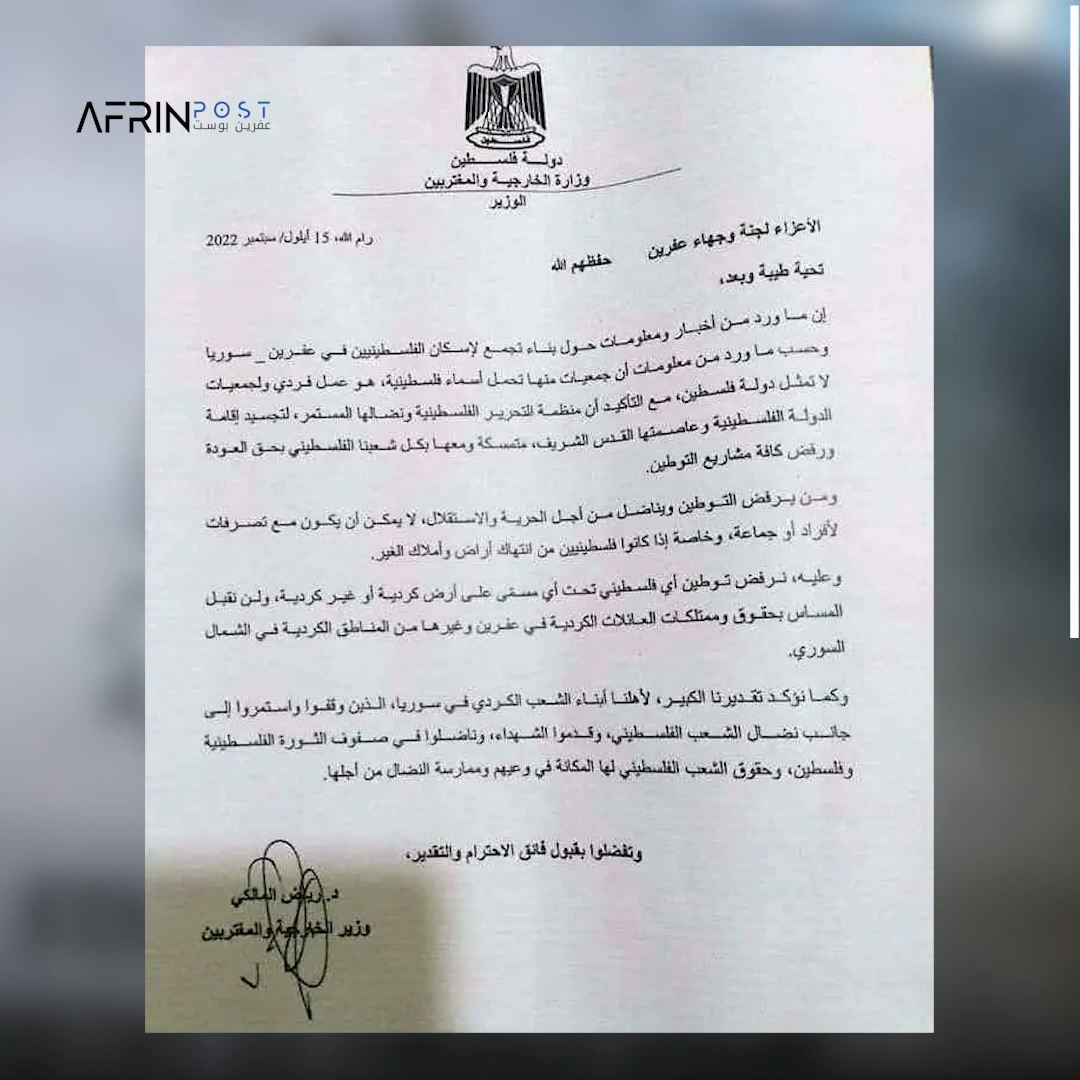 AFRINPOST
عفرين بوست
فلسطين
دولة فلسطين
وزارة الخارجية والمغتربين
الوزير
رام الله، 15 أيلول/ سبتمبر 2022
الأعزاء لجنة وجهاء عفرين حفظهم الله
تحية طيبة وبعد،
إن ما ورد من أخبار ومعلومات حول بناء تجمع لإسكان الفلسطينيين في عفرين _ سوريا
وحسب ما ورد من معلومات أن جمعيات منها تحمل أسماء فلسطينية، هو عمل فردي ولجمعيات
لا تمثل دولة فلسطين، مع التأكيد أن منظمة التحرير الفلسطينية ونضالها المستمر، لتجسيد إقامة
الدولة الفلسطينية وعاصمتها القدس الشريف، متمسكة ومعها بكل شعبنا الفلسطيني بحق العودة
ورفض كافة مشاريع التوطين.
ومن يرفض التوطين ويناضل من أجل الحرية والاستقلال، لا يمكن أن يكون مع تصرفات
لأفراد أو جماعة، وخاصة إذا كانوا فلسطينيين من انتهاك أراض وأملاك الغير.
وعليه، نرفض توطين أي فلسطيني تحت أي مسمى على أرض كردية أو غير كردية، ولن نقبل
المساس بحقوق وممتلكات العائلات الكردية في عفرين وغيرها من المناطق الكردية في الشمال
السوري.
وكما نؤكد تقديرنا الكبير، لأهلنا أبناء الشعب الكردي في سوريا، الذين وقفوا واستمروا إلى
جانب نضال الشعب الفلسطيني، وقدموا الشهداء، وناضلوا في صفوف الثورة الفلسطينية
وفلسطين، وحقوق الشعب الفلسطيني لها المكانة في وعيهم وممارسة النضال من أجلها.
وتفضلوا بقبول فائق الاحترام والتقدير،
د. رياض المالكي
وزير الخارجية والمغتربين